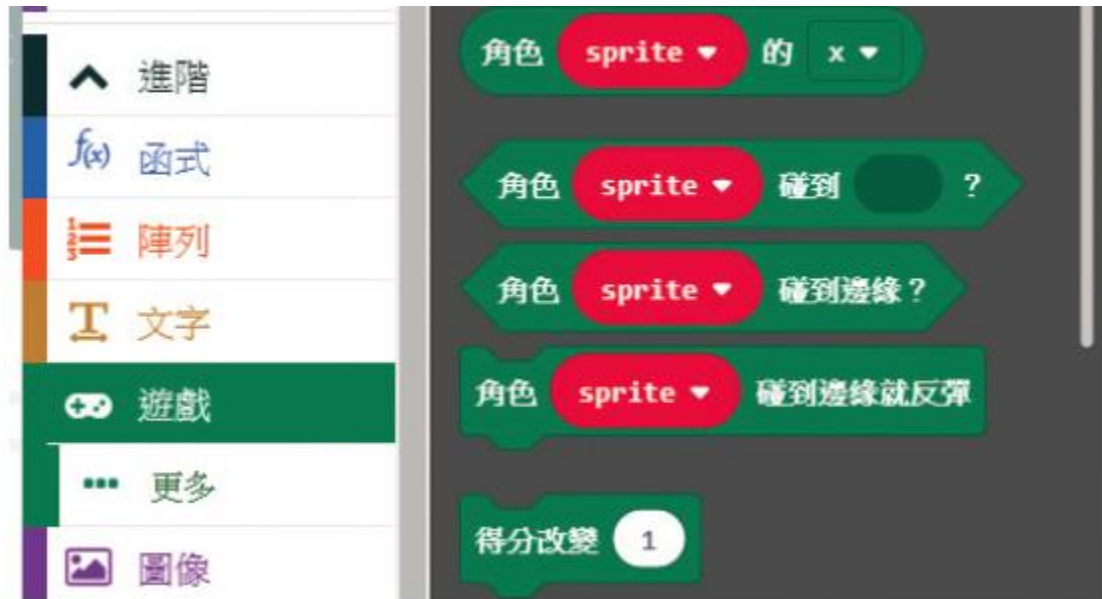 進階
f(x) 函式
陣列
文字
遊戲
更多
圖像
角色 sprite 的 x
角色 sprite 碰到 ?
角色 sprite 碰到邊緣?
角色 sprite 碰到邊緣就反彈
得分改變 1